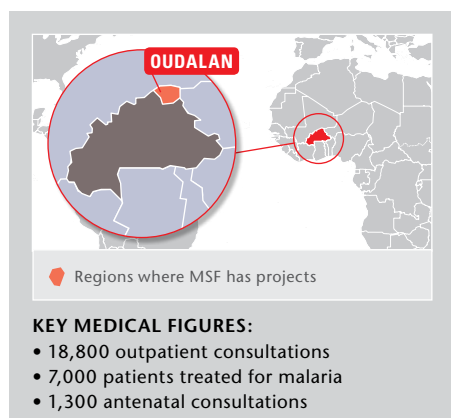 OUDALAN
Regions where MSF has projects
KEY MEDICAL FIGURES:
• 18,800 outpatient consultations
• 7,000 patients treated for malaria
• 1,300 antenatal consultations